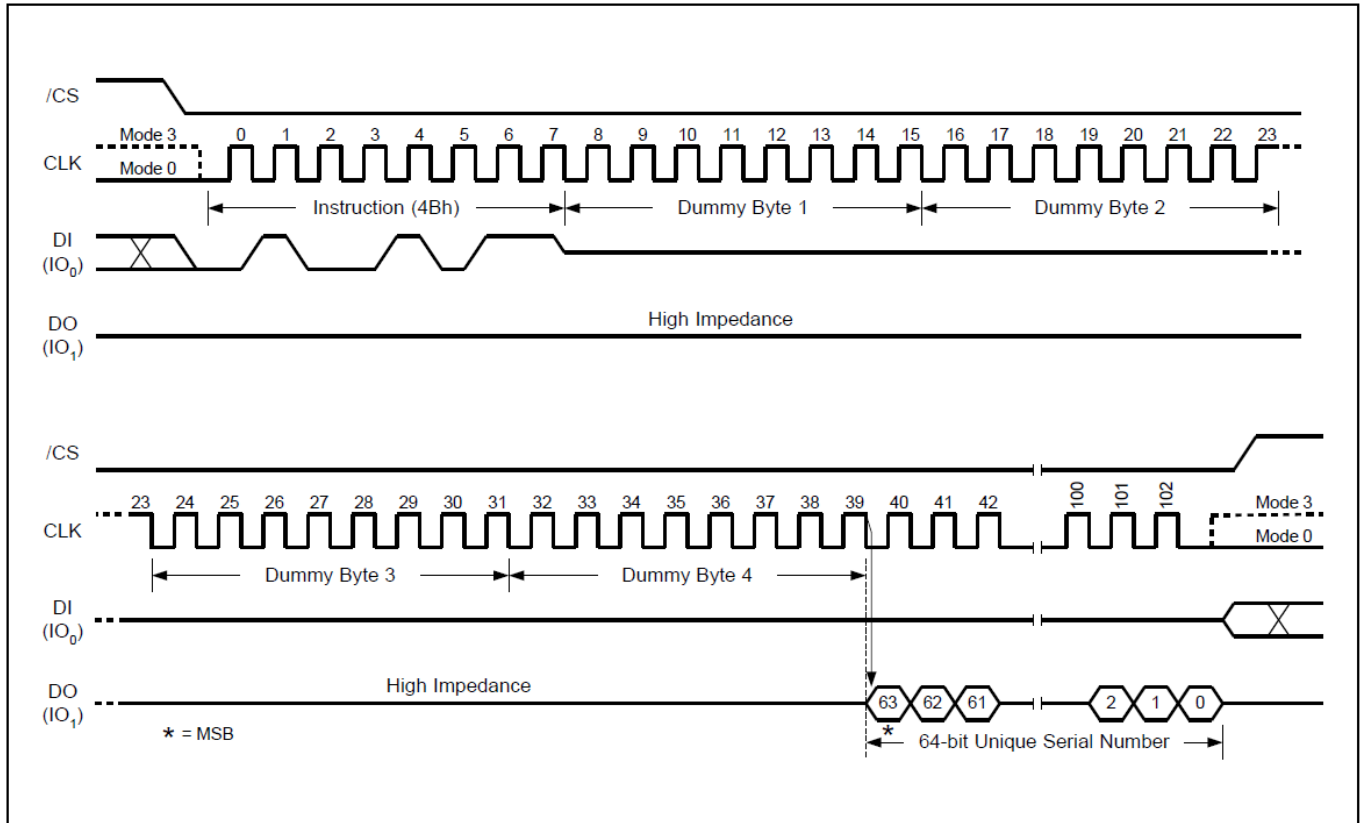 /CS
Mode 3 0 1 2 3 4 5 6 7 8 9 10 11 12 13 14 15 16 17 18 19 20 21 22 23
CLK
Mode 0
Instruction (4Bh) Dummy Byte 1 Dummy Byte 2
DI
(IO₀)
High Impedance
DO
(IO₁)
/CS
23 24 25 26 27 28 29 30 31 32 33 34 35 36 37 38 39 40 41 42 100 101 102 Mode 3
CLK
Mode 0
Dummy Byte 3 Dummy Byte 4
DI
(IO₀)
High Impedance
DO
(IO₁)
63 62 61 2 1 0
* = MSB
* 64-bit Unique Serial Number